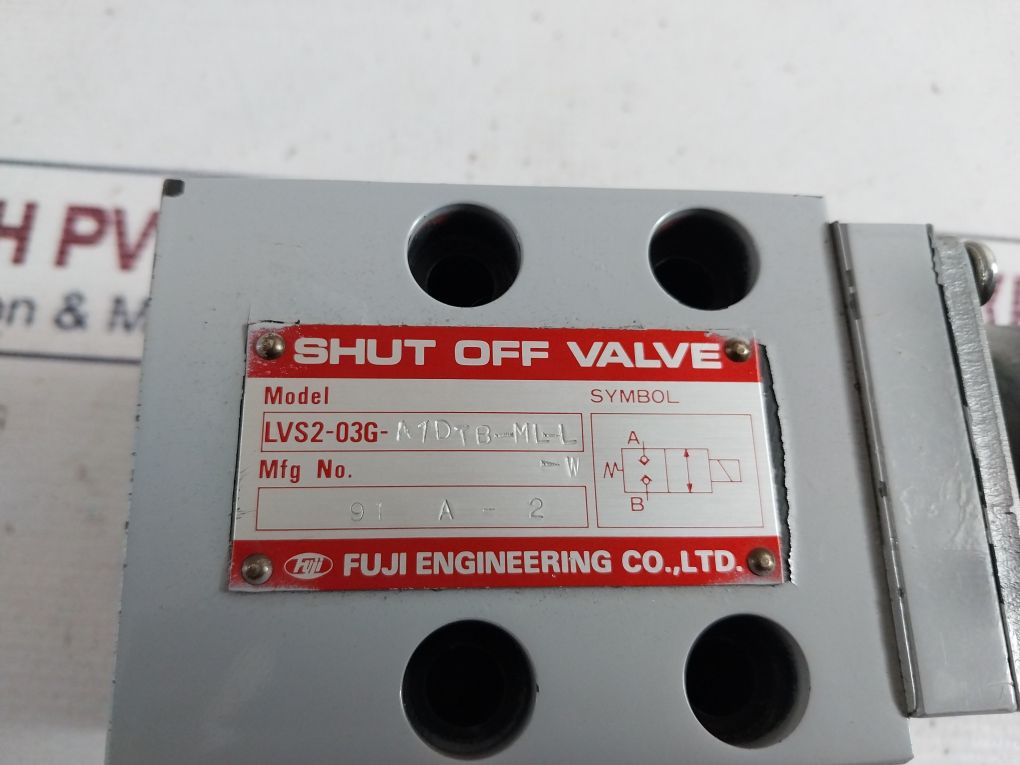 H PV
on & M
SHUT OFF VALVE
Model
SYMBOL
LVS2-03G-A1DTB-ML-L
-W
Mfg No.
A
B
91 A - 2
Fuji FUJI ENGINEERING CO.,LTD.